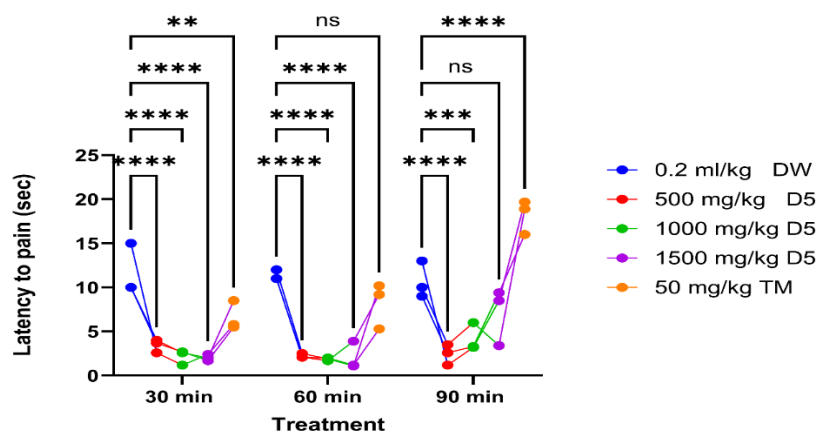 ** ns ****
**** **** ns
**** **** ***
**** **** ****
25
20
15
10
5
0
Latency to pain (sec)
30 min 60 min 90 min
Treatment
0.2 ml/kg DW
500 mg/kg D5
1000 mg/kg D5
1500 mg/kg D5
50 mg/kg TM